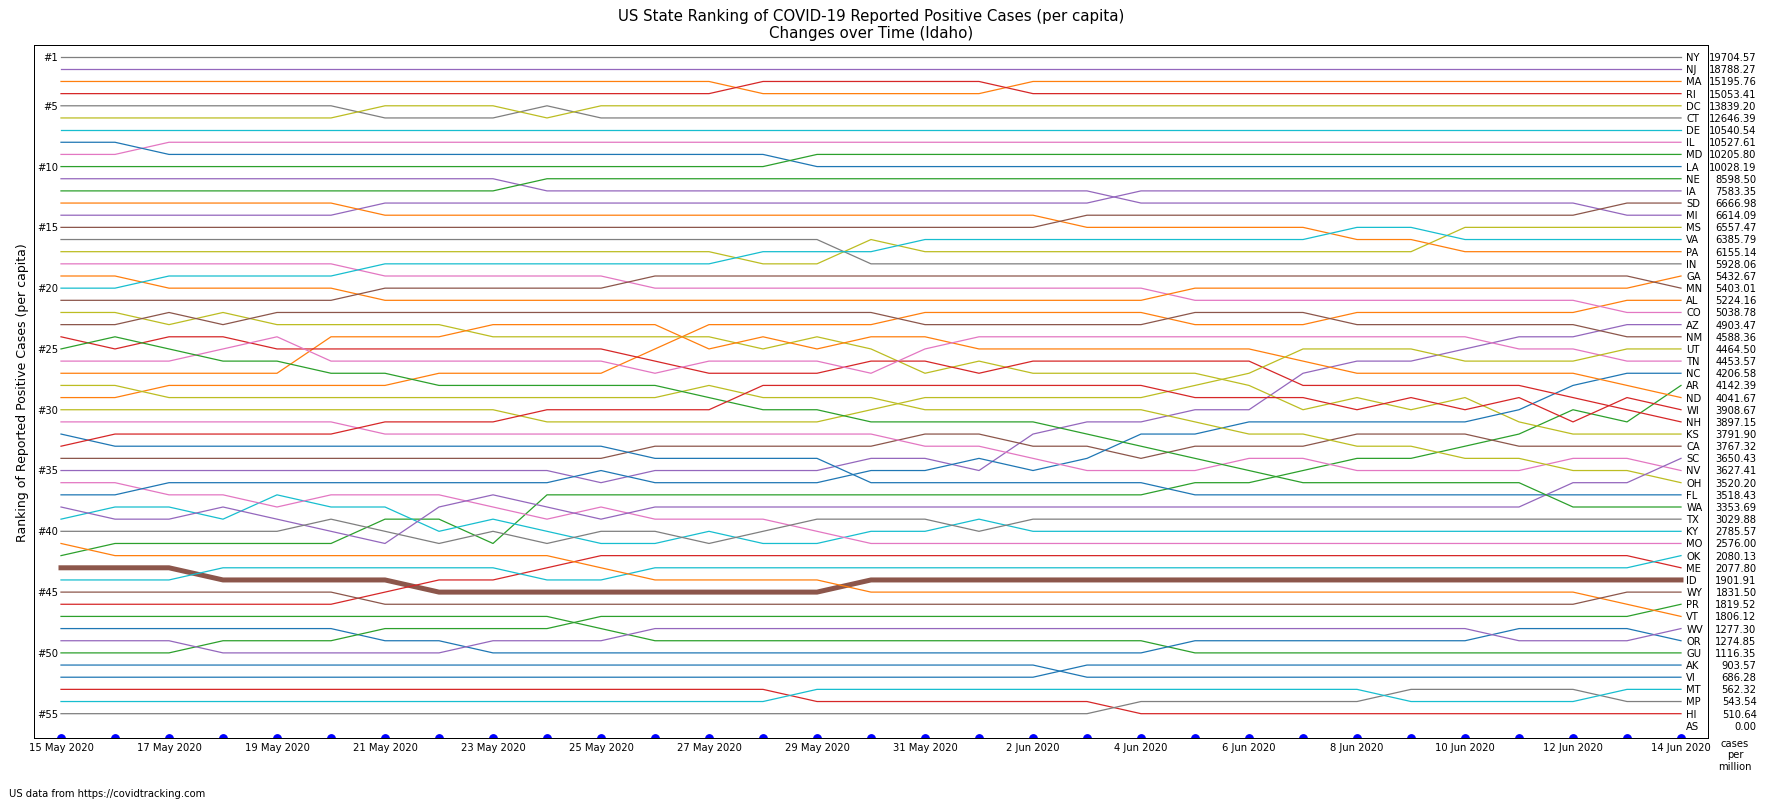 US State Ranking of COVID-19 Reported Positive Cases (per capita)
Changes over Time (Idaho)
Ranking of Reported Positive Cases (per capita)
#1
#5
#10
#15
#20
#25
#30
#35
#40
#45
#50
#55
NY 19704.57
NJ 18788.27
MA 15195.76
RI 15053.41
DC 13839.20
CT 12646.39
DE 10540.54
IL 10527.61
MD 10205.80
LA 10028.19
NE 8598.50
IA 7583.35
SD 6666.98
MI 6614.09
MS 6557.47
VA 6385.79
PA 6155.14
IN 5928.06
GA 5432.67
MN 5403.01
AL 5224.16
CO 5038.78
AZ 4903.47
NM 4588.36
UT 4464.50
TN 4453.57
NC 4206.58
AR 4142.39
ND 4041.67
WI 3908.67
NH 3897.15
KS 3791.90
CA 3767.32
SC 3650.43
NV 3627.41
OH 3520.20
FL 3518.43
WA 3353.69
TX 3029.88
KY 2785.57
MO 2576.00
OK 2080.13
ME 2077.80
ID 1901.91
WY 1831.50
PR 1819.52
VT 1806.12
WV 1277.30
OR 1274.85
GU 1116.35
AK 903.57
VI 686.28
MT 562.32
MP 543.54
HI 510.64
AS 0.00
15 May 2020 17 May 2020 19 May 2020 21 May 2020 23 May 2020 25 May 2020 27 May 2020 29 May 2020 31 May 2020 2 Jun 2020 4 Jun 2020 6 Jun 2020 8 Jun 2020 10 Jun 2020 12 Jun 2020 14 Jun 2020
cases
per
million
US data from https://covidtracking.com